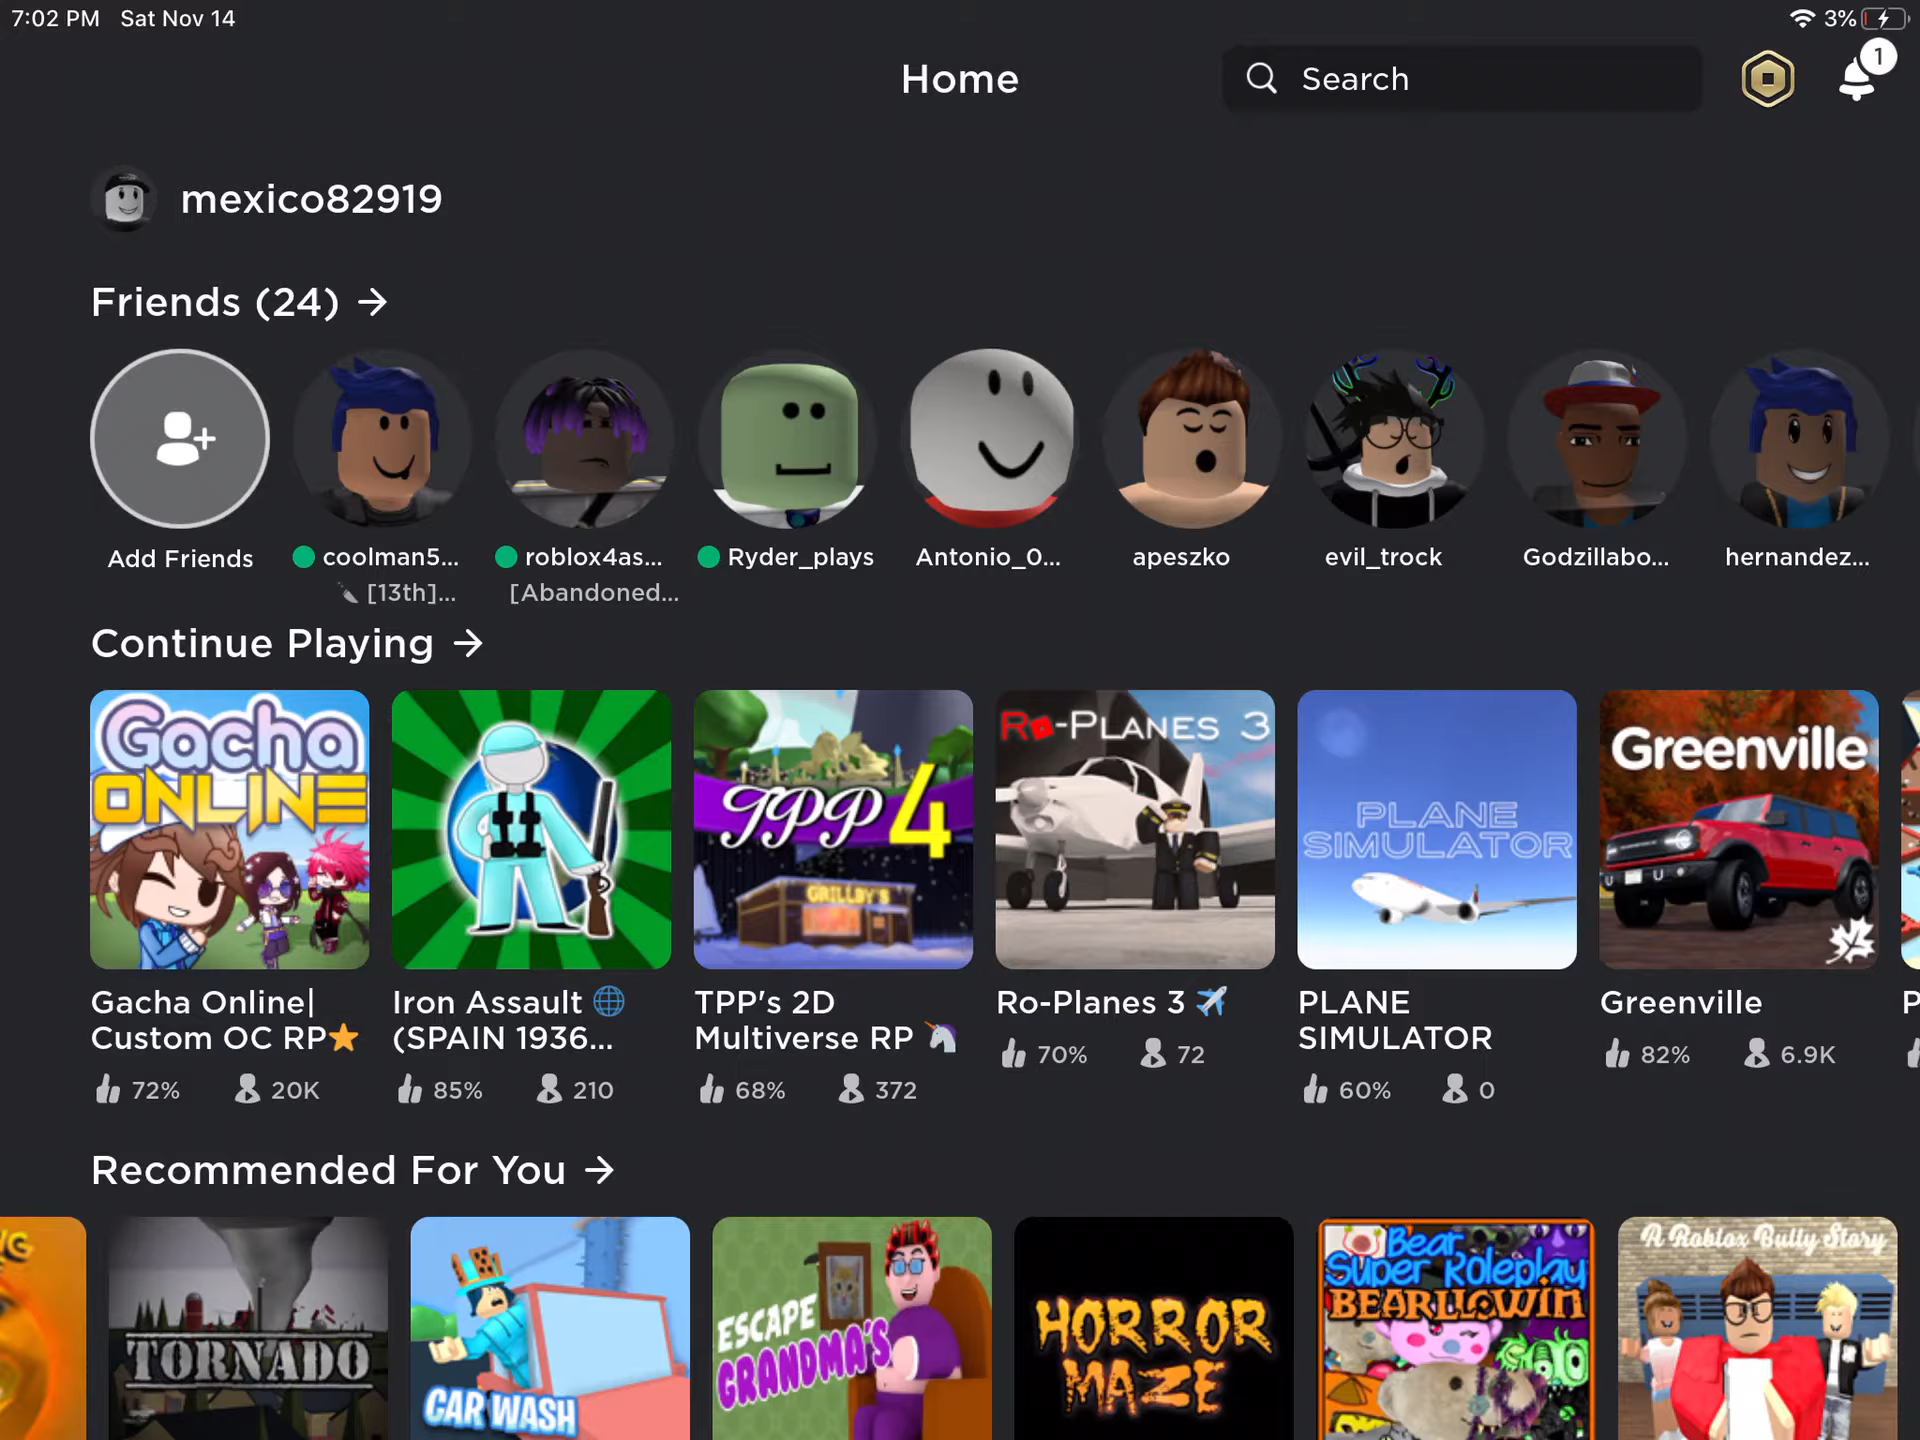 7:02 PM Sat Nov 14
3%
Home
Search
1
mexico82919
Friends (24) →
Add Friends
coolman5...
[13th]...
roblox4as...
[Abandoned...
Ryder_plays
Antonio_0...
apeszko
evil_trock
Godzillabo...
hernandez...
Continue Playing →
Gacha
ONLINE
TPP 4
GRILLBY'S
Ro-PLANES 3
PLANE
SIMULATOR
Greenville
Gacha Online|
Custom OC RP⭐
72% 20K
Iron Assault 🌐
(SPAIN 1936...
85% 210
TPP's 2D
Multiverse RP 🦄
68% 372
Ro-Planes 3 ✈️
70% 72
PLANE
SIMULATOR
60% 0
Greenville
82% 6.9K
P
Recommended For You →
TORNADO
CAR WASH
ESCAPE
GRANDMA'S
HORROR
MAZE
Bear
Super Roleplay
BEARLLOWIN
A Roblox Bully Story